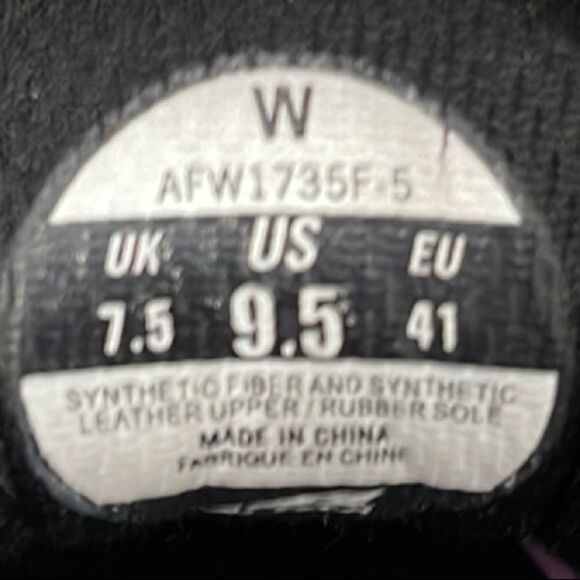 W
AFW1735F-5
UK US EU
7.5 9.5 41
SYNTHETIC FIBER AND SYNTHETIC
LEATHER UPPER / RUBBER SOLE
MADE IN CHINA
FABRIQUE EN CHINE